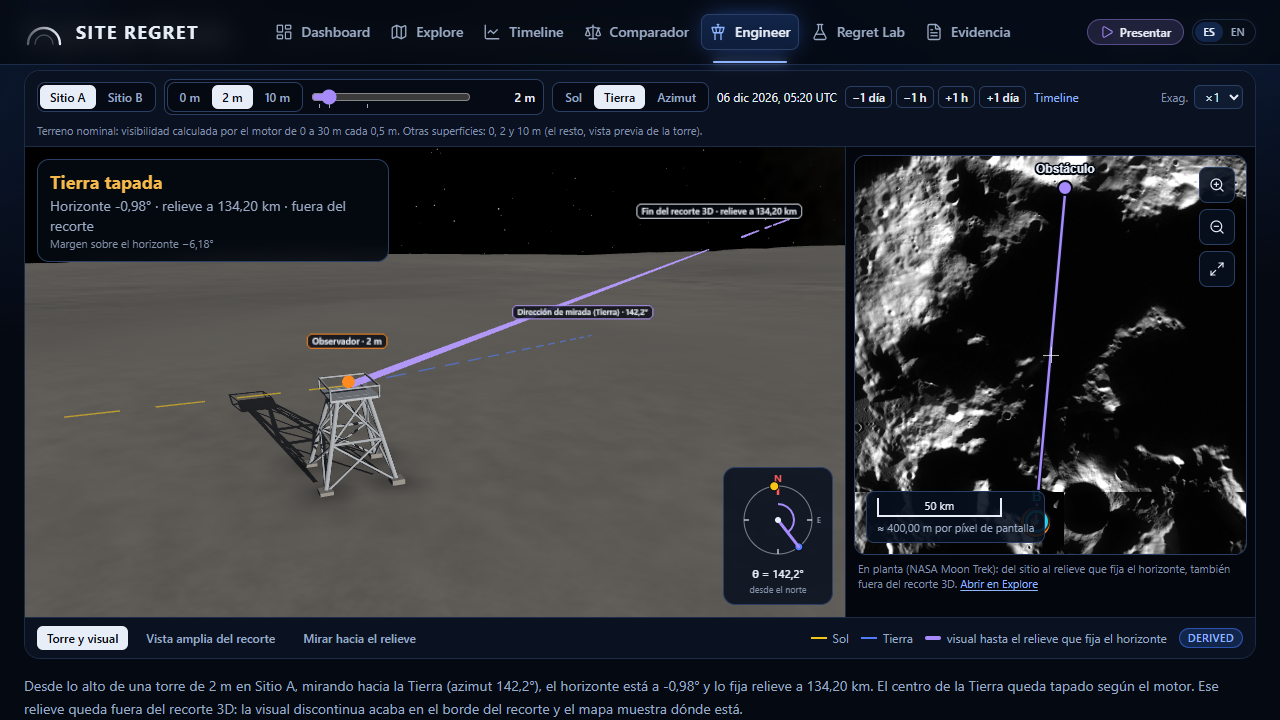 SITE REGRET
Dashboard
Explore
Timeline
Comparador
Engineer
Regret Lab
Evidencia
Presentar
ES
EN
Sitio A
Sitio B
0 m
2 m
10 m
2 m
Sol
Tierra
Azimut
06 dic 2026, 05:20 UTC
−1 día
−1 h
+1 h
+1 día
Timeline
Exag.
×1
Terreno nominal: visibilidad calculada por el motor de 0 a 30 m cada 0,5 m. Otras superficies: 0, 2 y 10 m (el resto, vista previa de la torre).
Tierra tapada
Horizonte -0,98° · relieve a 134,20 km · fuera del
recorte
Margen sobre el horizonte −6,18°
Fin del recorte 3D · relieve a 134,20 km
Dirección de mirada (Tierra) · 142,2°
Observador · 2 m
N
E
θ = 142,2°
desde el norte
Obstáculo
50 km
≈ 400,00 m por píxel de pantalla
En planta (NASA Moon Trek): del sitio al relieve que fija el horizonte, también
fuera del recorte 3D. Abrir en Explore
Torre y visual
Vista amplia del recorte
Mirar hacia el relieve
Sol
Tierra
visual hasta el relieve que fija el horizonte
DERIVED
Desde lo alto de una torre de 2 m en Sitio A, mirando hacia la Tierra (azimut 142,2°), el horizonte está a -0,98° y lo fija relieve a 134,20 km. El centro de la Tierra queda tapado según el motor. Ese
relieve queda fuera del recorte 3D: la visual discontinua acaba en el borde del recorte y el mapa muestra dónde está.